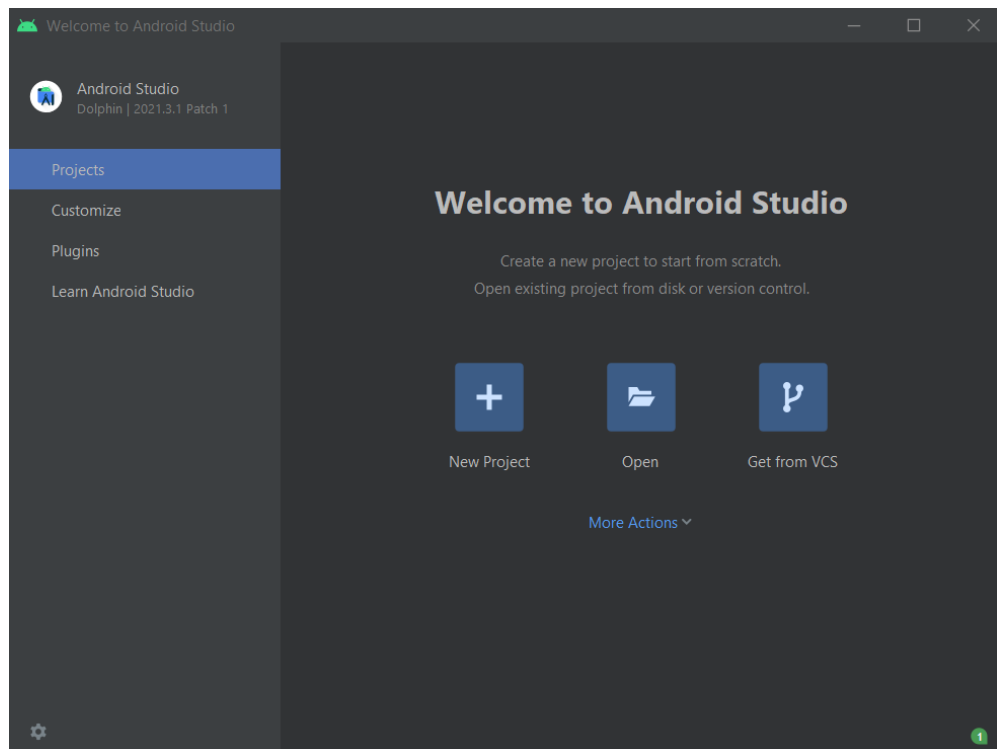 Welcome to Android Studio
Android Studio
Dolphin | 2021.3.1 Patch 1
Projects
Customize
Plugins
Learn Android Studio
Welcome to Android Studio
Create a new project to start from scratch.
Open existing project from disk or version control.
New Project
Open
Get from VCS
More Actions
1